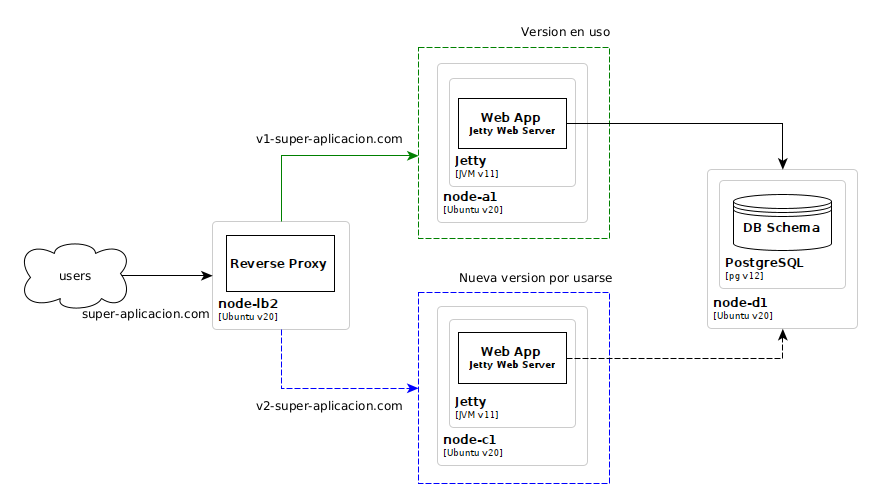 Version en uso
Web App
Jetty Web Server
v1-super-aplicacion.com
Jetty
[JVM v11]
node-a1
[Ubuntu v20]
DB Schema
PostgreSQL
[pg v12]
node-d1
[Ubuntu v20]
Reverse Proxy
node-lb2
[Ubuntu v20]
users
super-aplicacion.com
Nueva version por usarse
Web App
Jetty Web Server
v2-super-aplicacion.com
Jetty
[JVM v11]
node-c1
[Ubuntu v20]